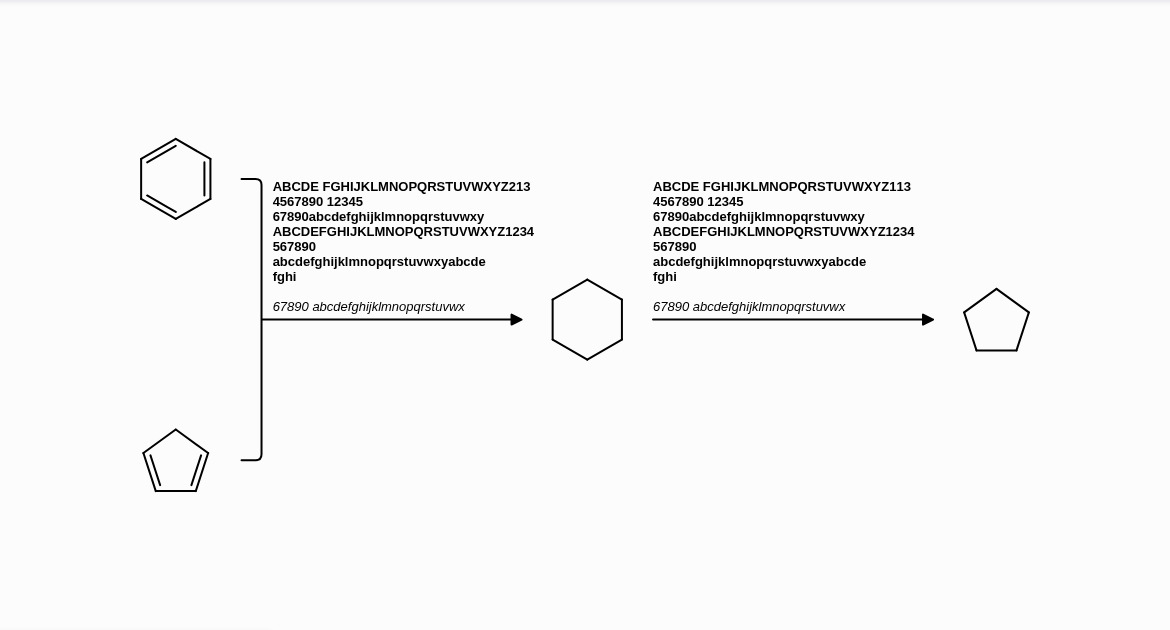 ABCDE FGHIJKLMNOPQRSTUVWXYZ213
4567890 12345
67890abcdefghijklmnopqrstuvwxy
ABCDEFGHIJKLMNOPQRSTUVWXYZ1234
567890
abcdefghijklmnopqrstuvwxyabcde
fghi
67890 abcdefghijklmnopqrstuvwx
ABCDE FGHIJKLMNOPQRSTUVWXYZ113
4567890 12345
67890abcdefghijklmnopqrstuvwxy
ABCDEFGHIJKLMNOPQRSTUVWXYZ1234
567890
abcdefghijklmnopqrstuvwxyabcde
fghi
67890 abcdefghijklmnopqrstuvwx